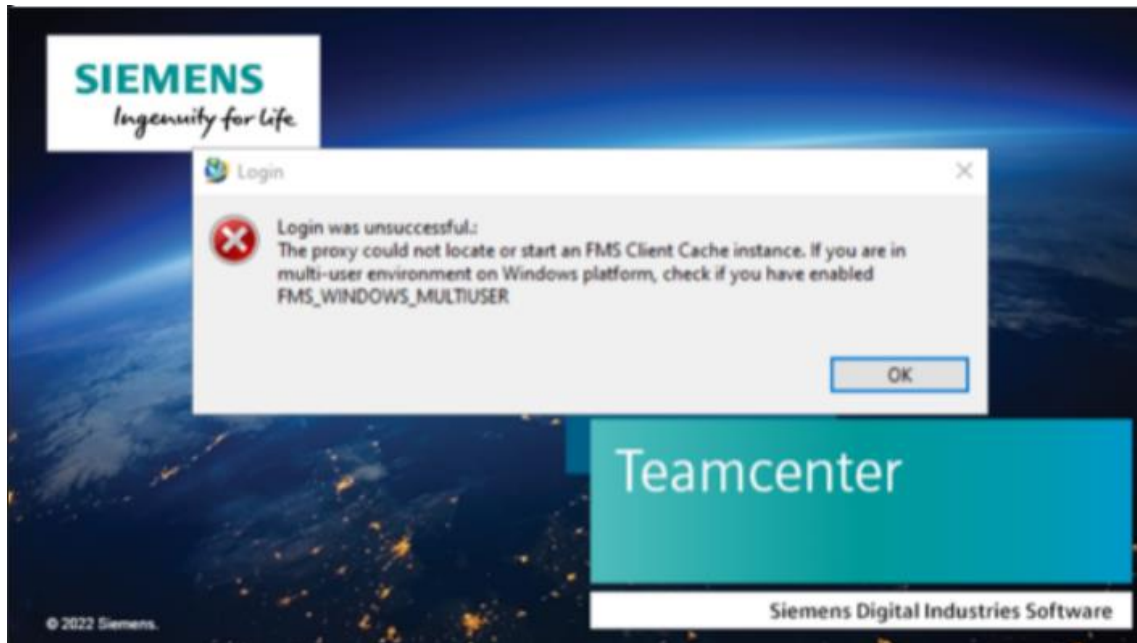 SIEMENS
Ingenuity for life
Login
Login was unsuccessful.:
The proxy could not locate or start an FMS Client Cache instance. If you are in
multi-user environment on Windows platform, check if you have enabled
FMS_WINDOWS_MULTIUSER
OK
Teamcenter
Siemens Digital Industries Software
© 2022 Siemens.